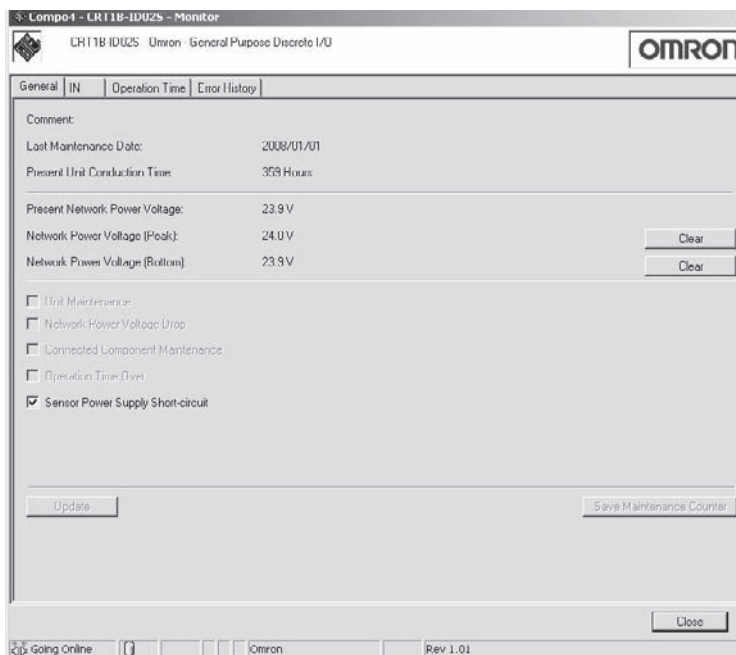 Compo4 - CRT1B-ID02S - Monitor
CRT1B-ID02S Omron - General Purpose Discrete I/O
OMRON
General IN Operation Time Error History
Comment:
Last Maintenance Date: 2008/01/01
Present Unit Conduction Time: 359 Hours
Present Network Power Voltage: 23.9 V
Network Power Voltage (Peak): 24.0 V Clear
Network Power Voltage (Bottom): 23.9 V Clear
Unit Maintenance
Network Power Voltage Drop
Connected Component Maintenance
Operation Time Over
Sensor Power Supply Short-circuit
Update Save Maintenance Counter
Close
Going Online Omron Rev 1.01